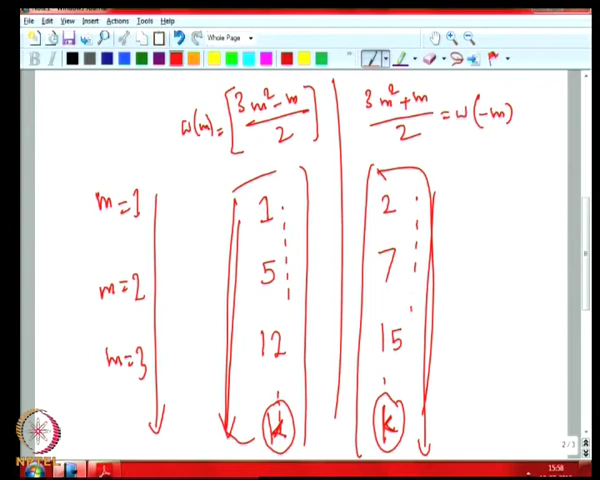 File Edit View Insert Actions Tools Help
Whole Page
B I
ω(m) = [ (3m² - m) / 2 ] | (3m² + m) / 2 = ω(-m)
m=1 1 2
m=2 5 7
m=3 12 15
k k
2 / 3
NPTEL
15:58